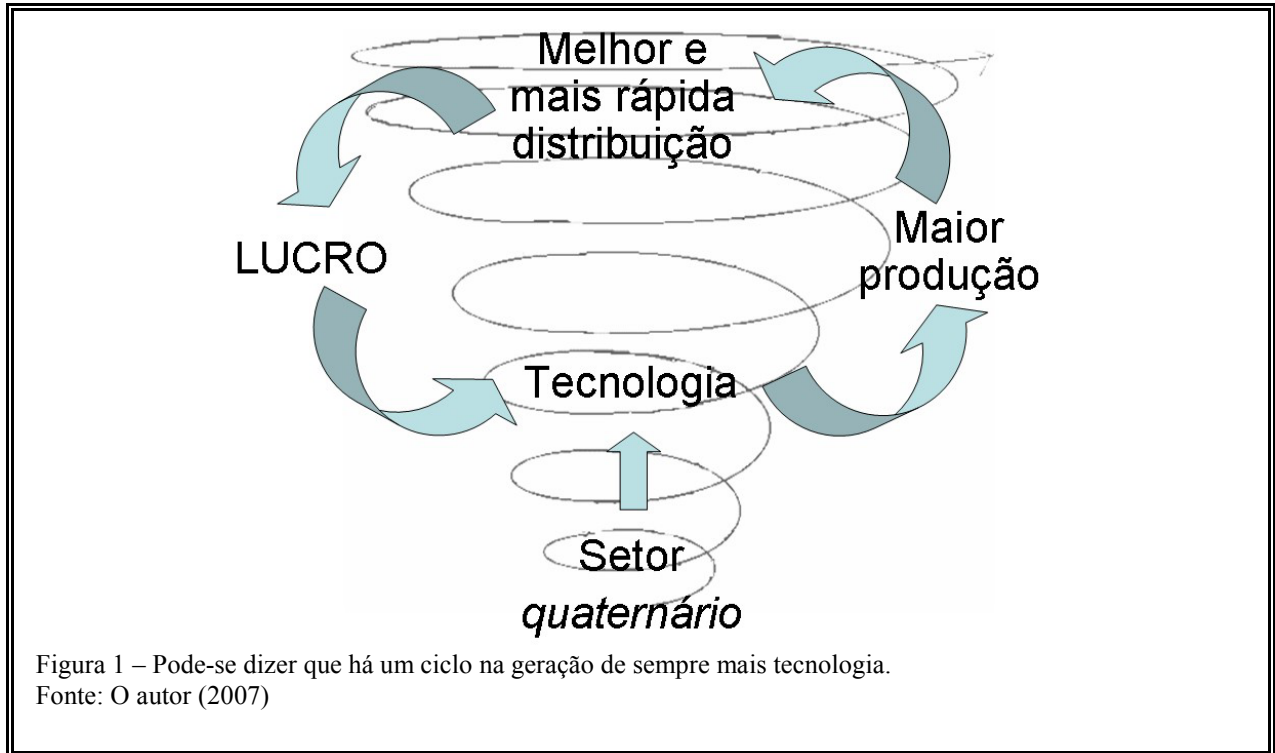 Melhor e
mais rápida
distribuição
LUCRO
Maior
produção
Tecnologia
Setor
quaternário
Figura 1 – Pode-se dizer que há um ciclo na geração de sempre mais tecnologia.
Fonte: O autor (2007)